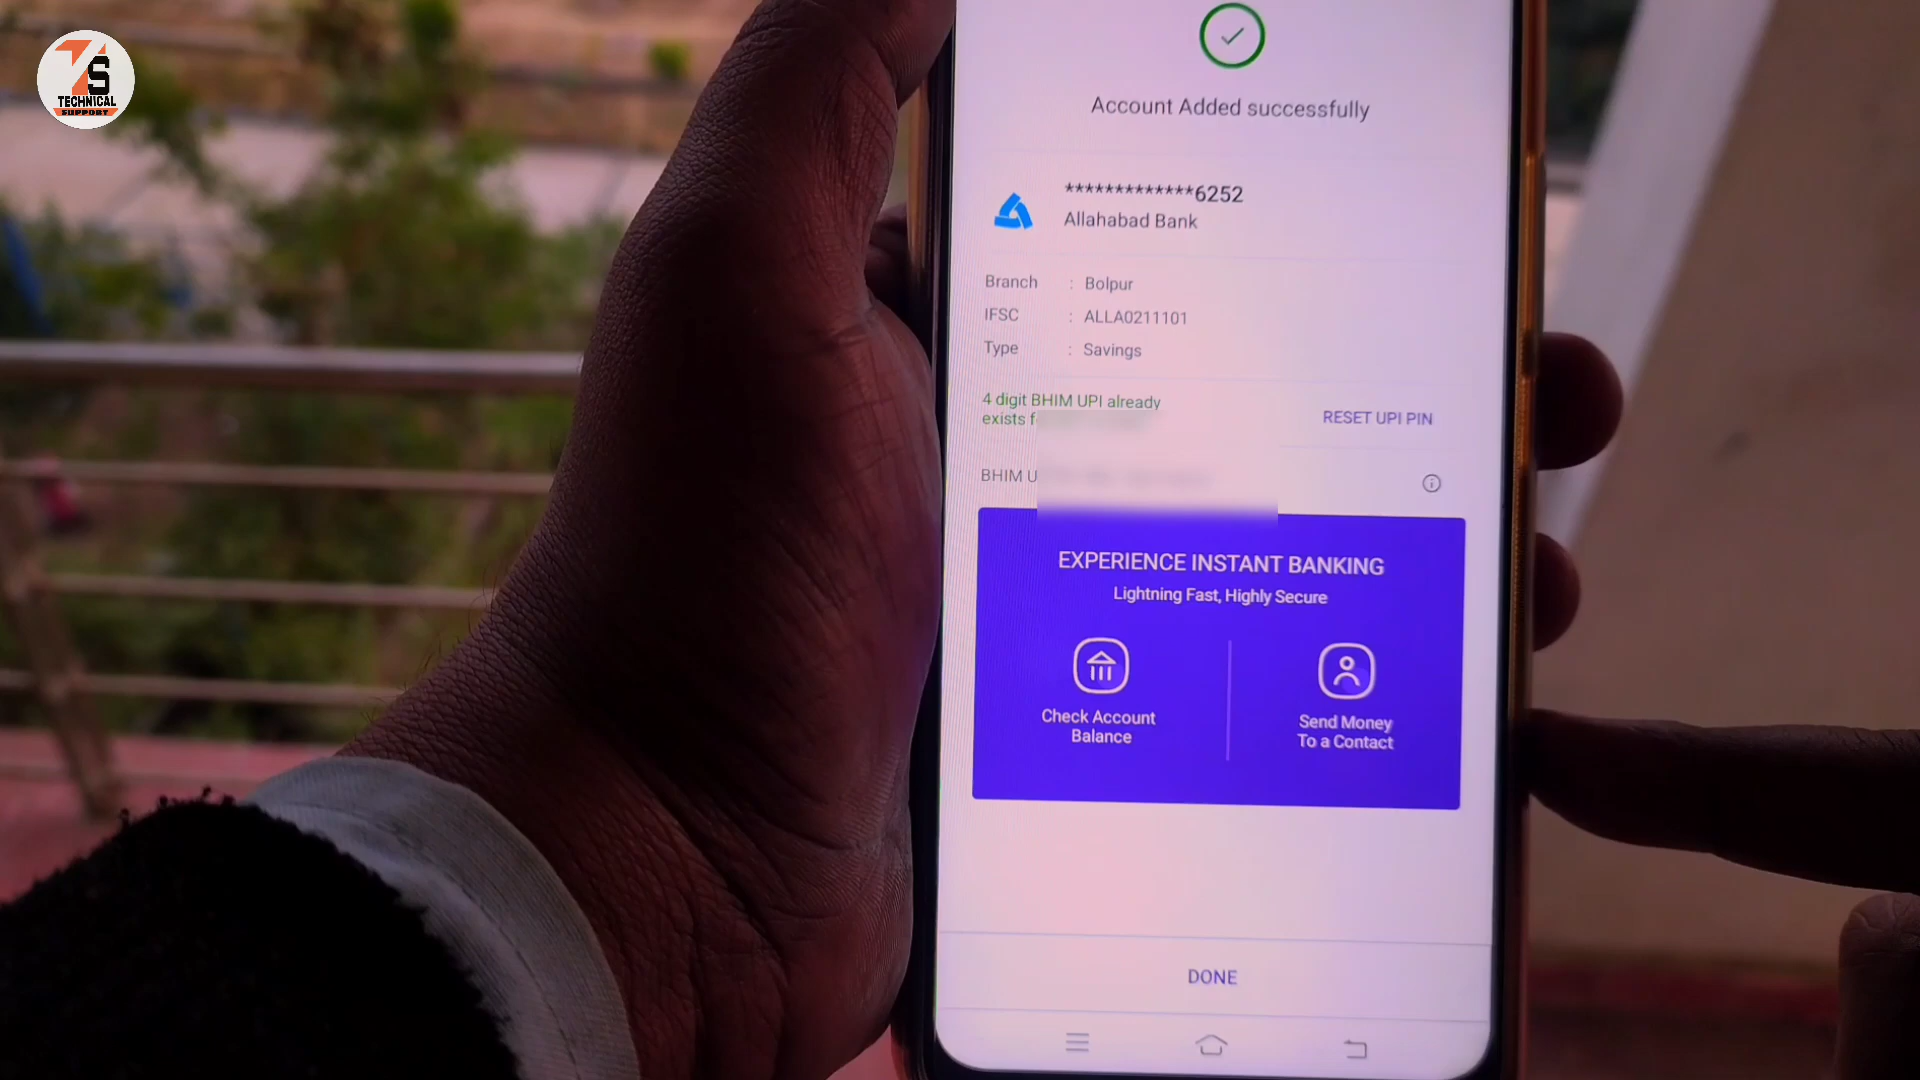 7S
TECHNICAL
SUPPORT
Account Added successfully
*************6252
Allahabad Bank
Branch : Bolpur
IFSC : ALLA0211101
Type : Savings
4 digit BHIM UPI already
exists
RESET UPI PIN
BHIM
EXPERIENCE INSTANT BANKING
Lightning Fast, Highly Secure
Check Account
Balance
Send Money
To a Contact
DONE